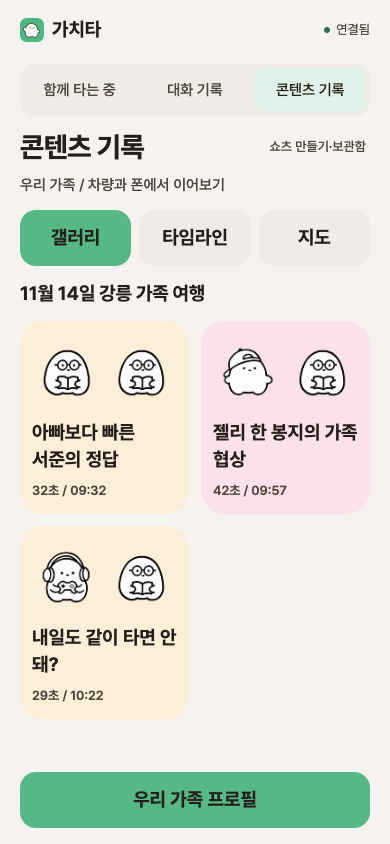 가치타
연결됨
함께 타는 중
대화 기록
콘텐츠 기록
콘텐츠 기록
쇼츠 만들기·보관함
우리 가족 / 차량과 폰에서 이어보기
갤러리
타임라인
지도
11월 14일 강릉 가족 여행
아빠보다 빠른
서준의 정답
32초 / 09:32
젤리 한 봉지의 가족
협상
42초 / 09:57
내일도 같이 타면 안
돼?
29초 / 10:22
우리 가족 프로필